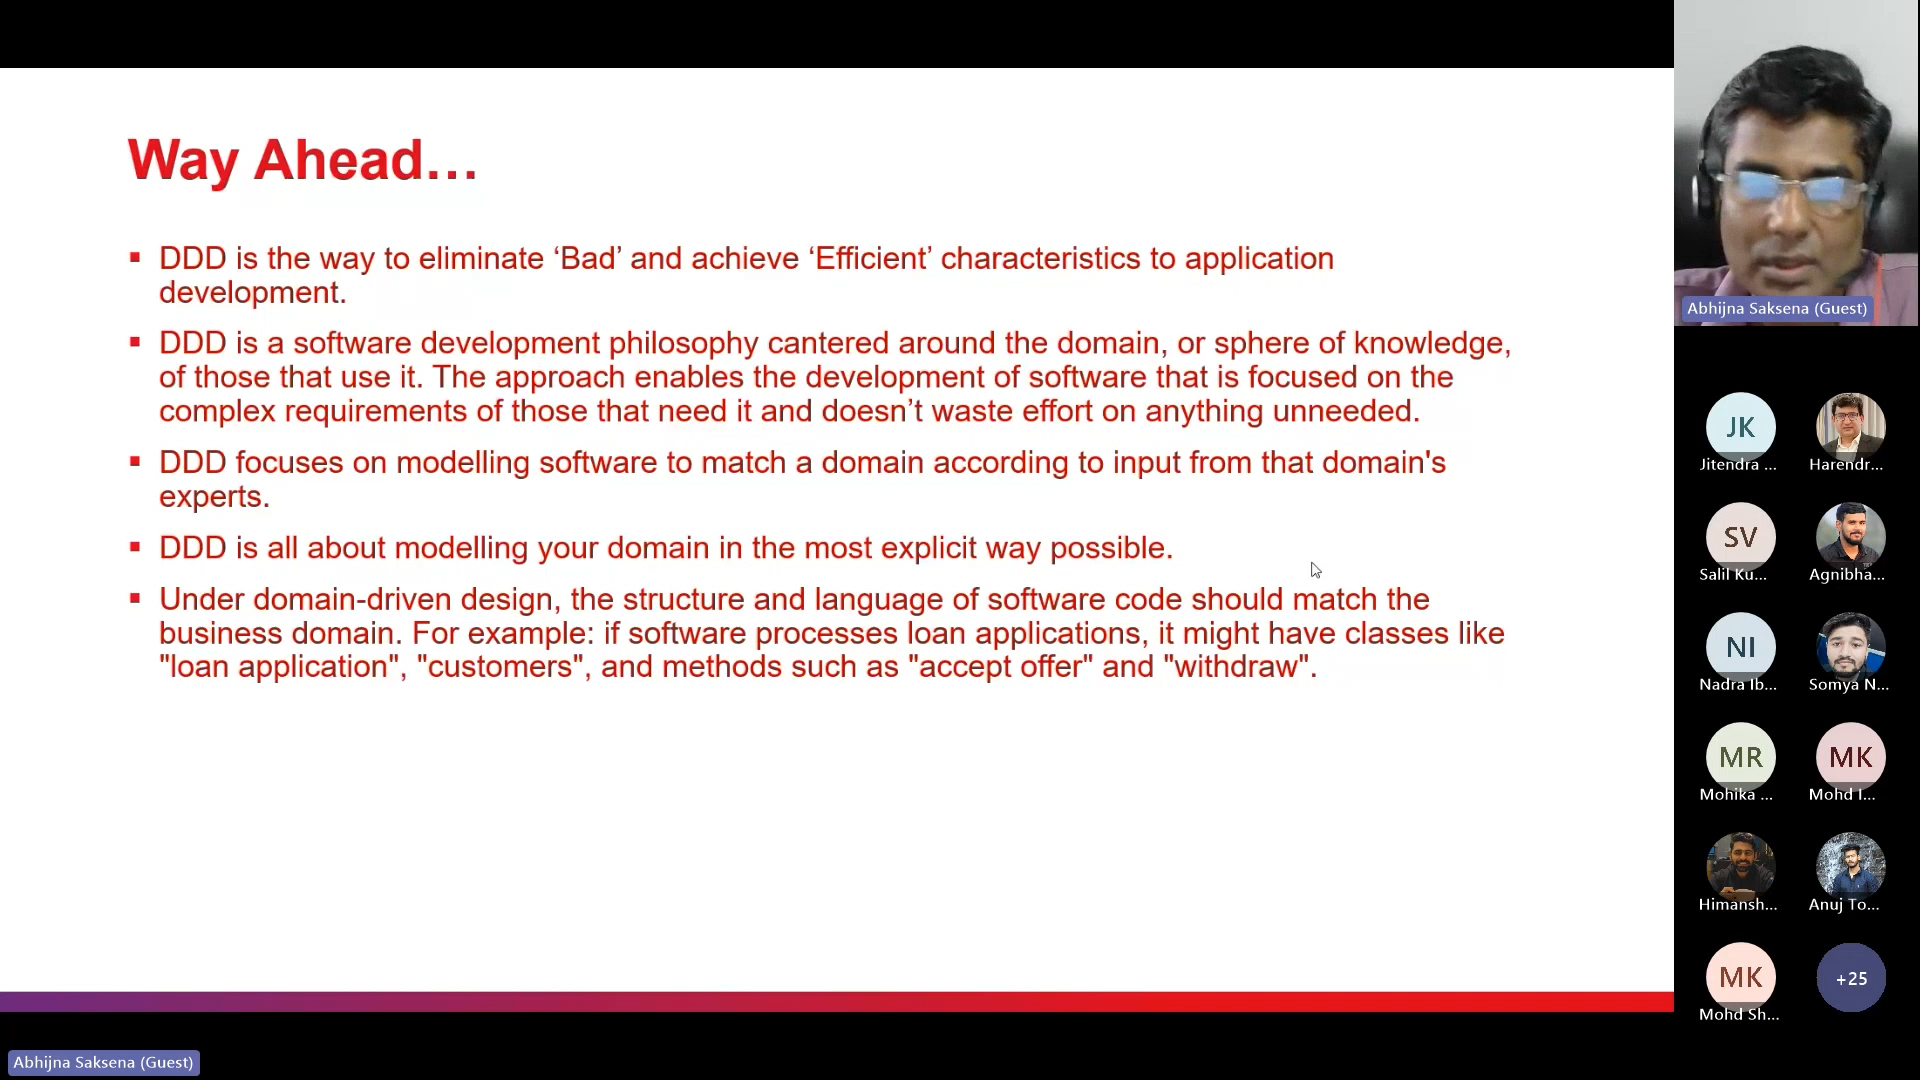 Way Ahead…
▪ DDD is the way to eliminate ‘Bad’ and achieve ‘Efficient’ characteristics to application
development.
▪ DDD is a software development philosophy cantered around the domain, or sphere of knowledge,
of those that use it. The approach enables the development of software that is focused on the
complex requirements of those that need it and doesn’t waste effort on anything unneeded.
▪ DDD focuses on modelling software to match a domain according to input from that domain's
experts.
▪ DDD is all about modelling your domain in the most explicit way possible.
▪ Under domain-driven design, the structure and language of software code should match the
business domain. For example: if software processes loan applications, it might have classes like
"loan application", "customers", and methods such as "accept offer" and "withdraw".
Abhijna Saksena (Guest)
Abhijna Saksena (Guest)
JK
Jitendra ...
Harendr...
SV
Salil Ku...
Agnibha...
NI
Nadra Ib...
Somya N...
MR
Mohika ...
MK
Mohd I...
Himansh...
Anuj To...
MK
Mohd Sh...
+25